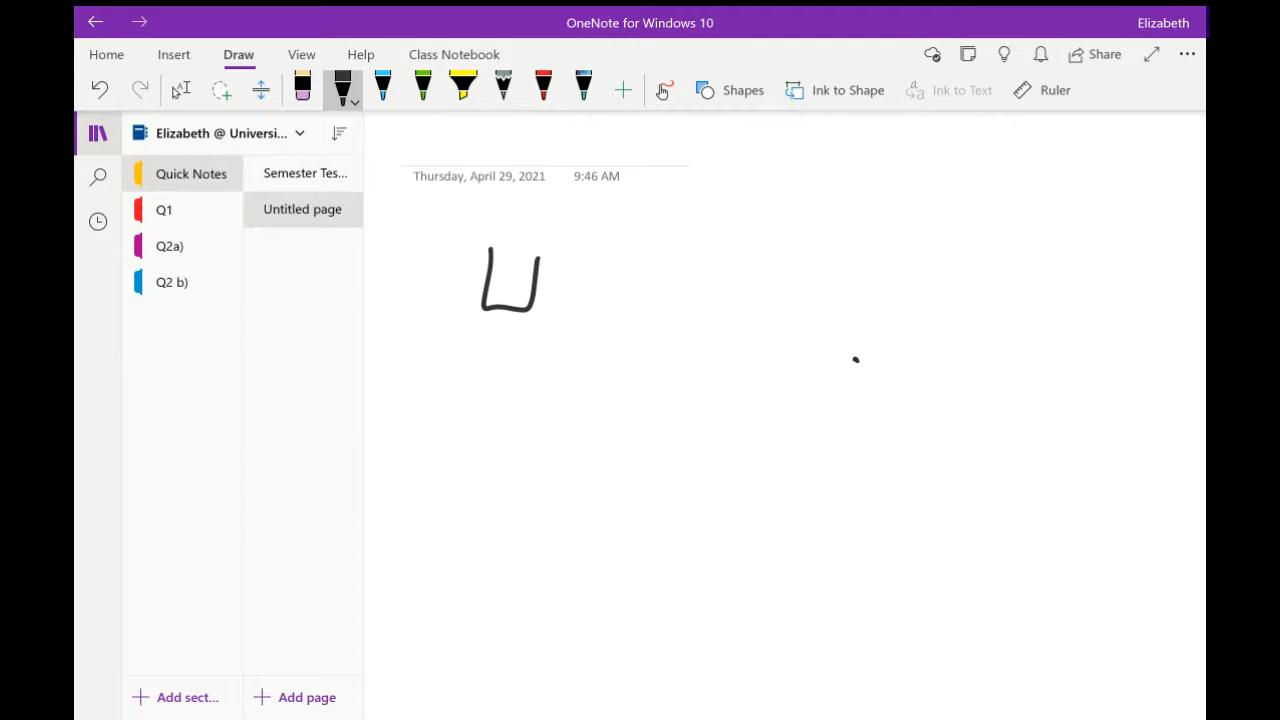 OneNote for Windows 10
Elizabeth
Home Insert Draw View Help Class Notebook
Share
Shapes Ink to Shape Ink to Text Ruler
Elizabeth @ Universi...
Quick Notes
Q1
Q2a)
Q2 b)
Semester Tes...
Untitled page
Thursday, April 29, 2021 9:46 AM
Add sect...
Add page